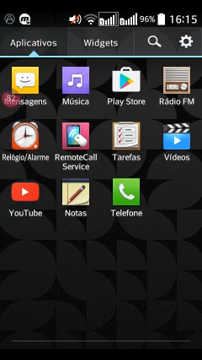 96% 16:15
Aplicativos Widgets
Mensagens Música Play Store Rádio FM
82
Relógio/Alarme RemoteCall Service Tarefas Vídeos
YouTube Notas Telefone